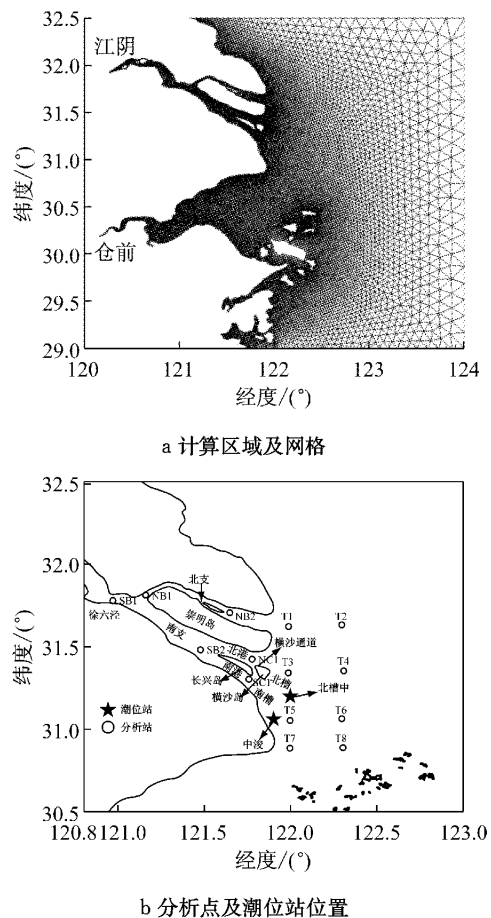 32.5
32.0
31.5
31.0
30.5
30.0
29.5
29.0
纬度/(°)
江阴
仓前
120 121 122 123 124
经度/(°)
a 计算区域及网格
32.5
32.0
31.5
31.0
30.5
纬度/(°)
北支
SB1 NB1
NB2
T1 T2
徐六泾
崇明岛
南支
横沙通道
SB2 北港
NC1
T3 T4
南港
北槽
长兴岛
SC1
北槽中
横沙岛
南槽
潮位站
T5 T6
分析站
中浚
T7 T8
120.8 121.0 121.5 122.0 122.5 123.0
经度/(°)
b 分析点及潮位站位置